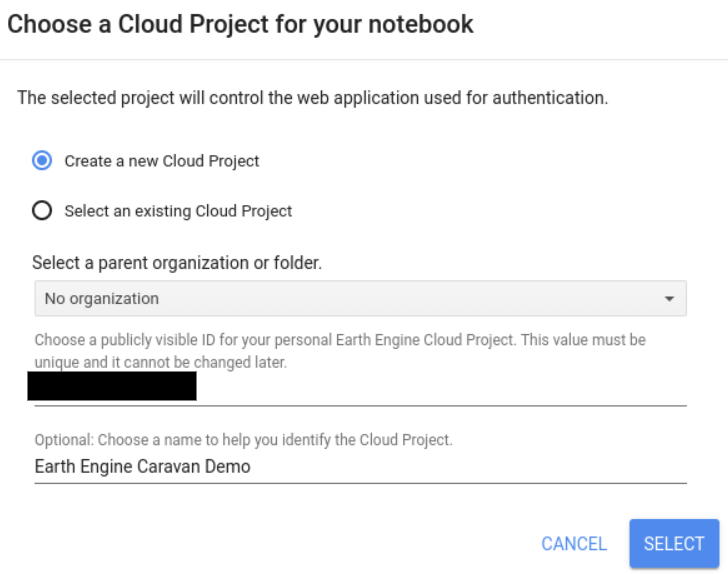 Choose a Cloud Project for your notebook
The selected project will control the web application used for authentication.
Create a new Cloud Project
Select an existing Cloud Project
Select a parent organization or folder.
No organization
Choose a publicly visible ID for your personal Earth Engine Cloud Project. This value must be
unique and it cannot be changed later.
Optional: Choose a name to help you identify the Cloud Project.
Earth Engine Caravan Demo
CANCEL SELECT